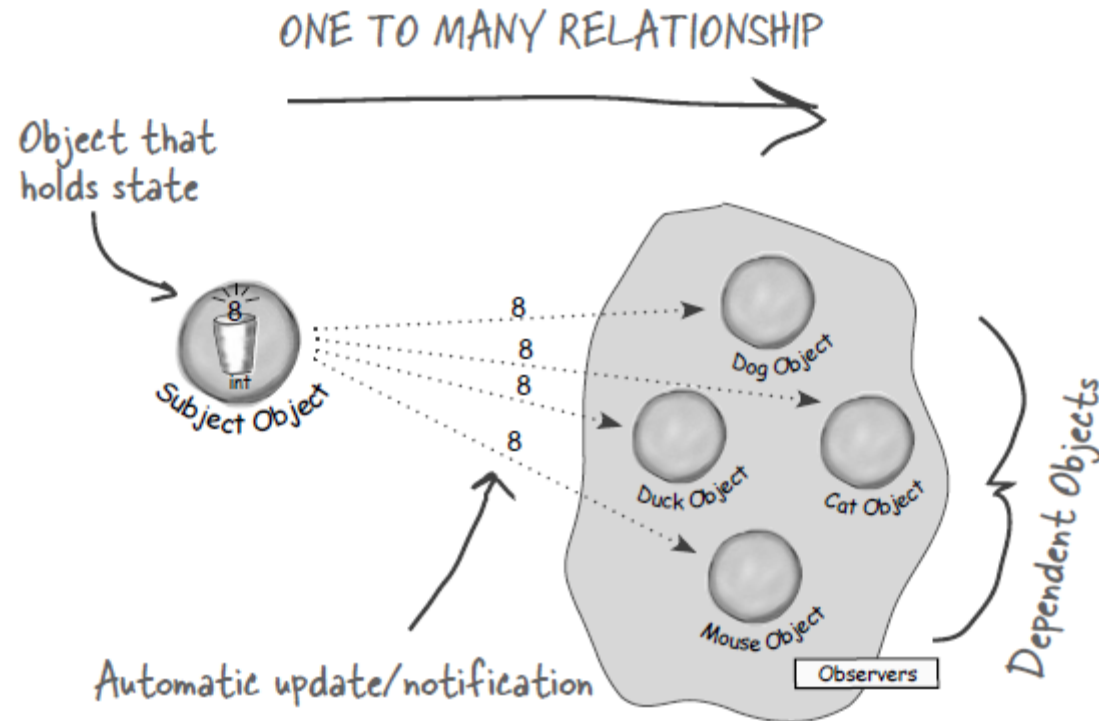 ONE TO MANY RELATIONSHIP
Object that
holds state
8
int
Subject Object
8
8
8
8
Dog Object
Duck Object
Cat Object
Mouse Object
Observers
Dependent Objects
Automatic update/notification